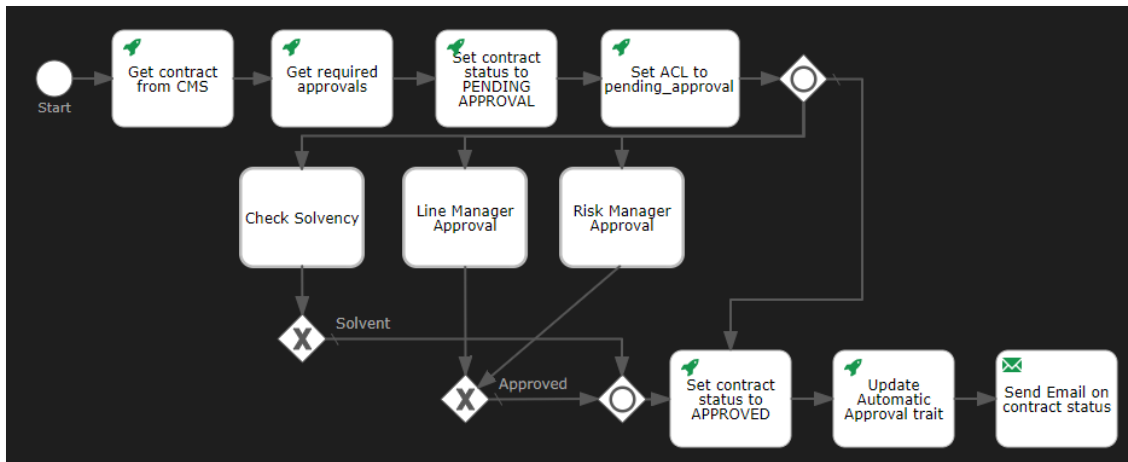 Get contract
from CMS
Get required
approvals
Set contract
status to
PENDING
APPROVAL
Set ACL to
pending_approval
Start
Check Solvency
Line Manager
Approval
Risk Manager
Approval
Solvent
X
Approved
X
Set contract
status to
APPROVED
Update
Automatic
Approval trait
Send Email on
contract status